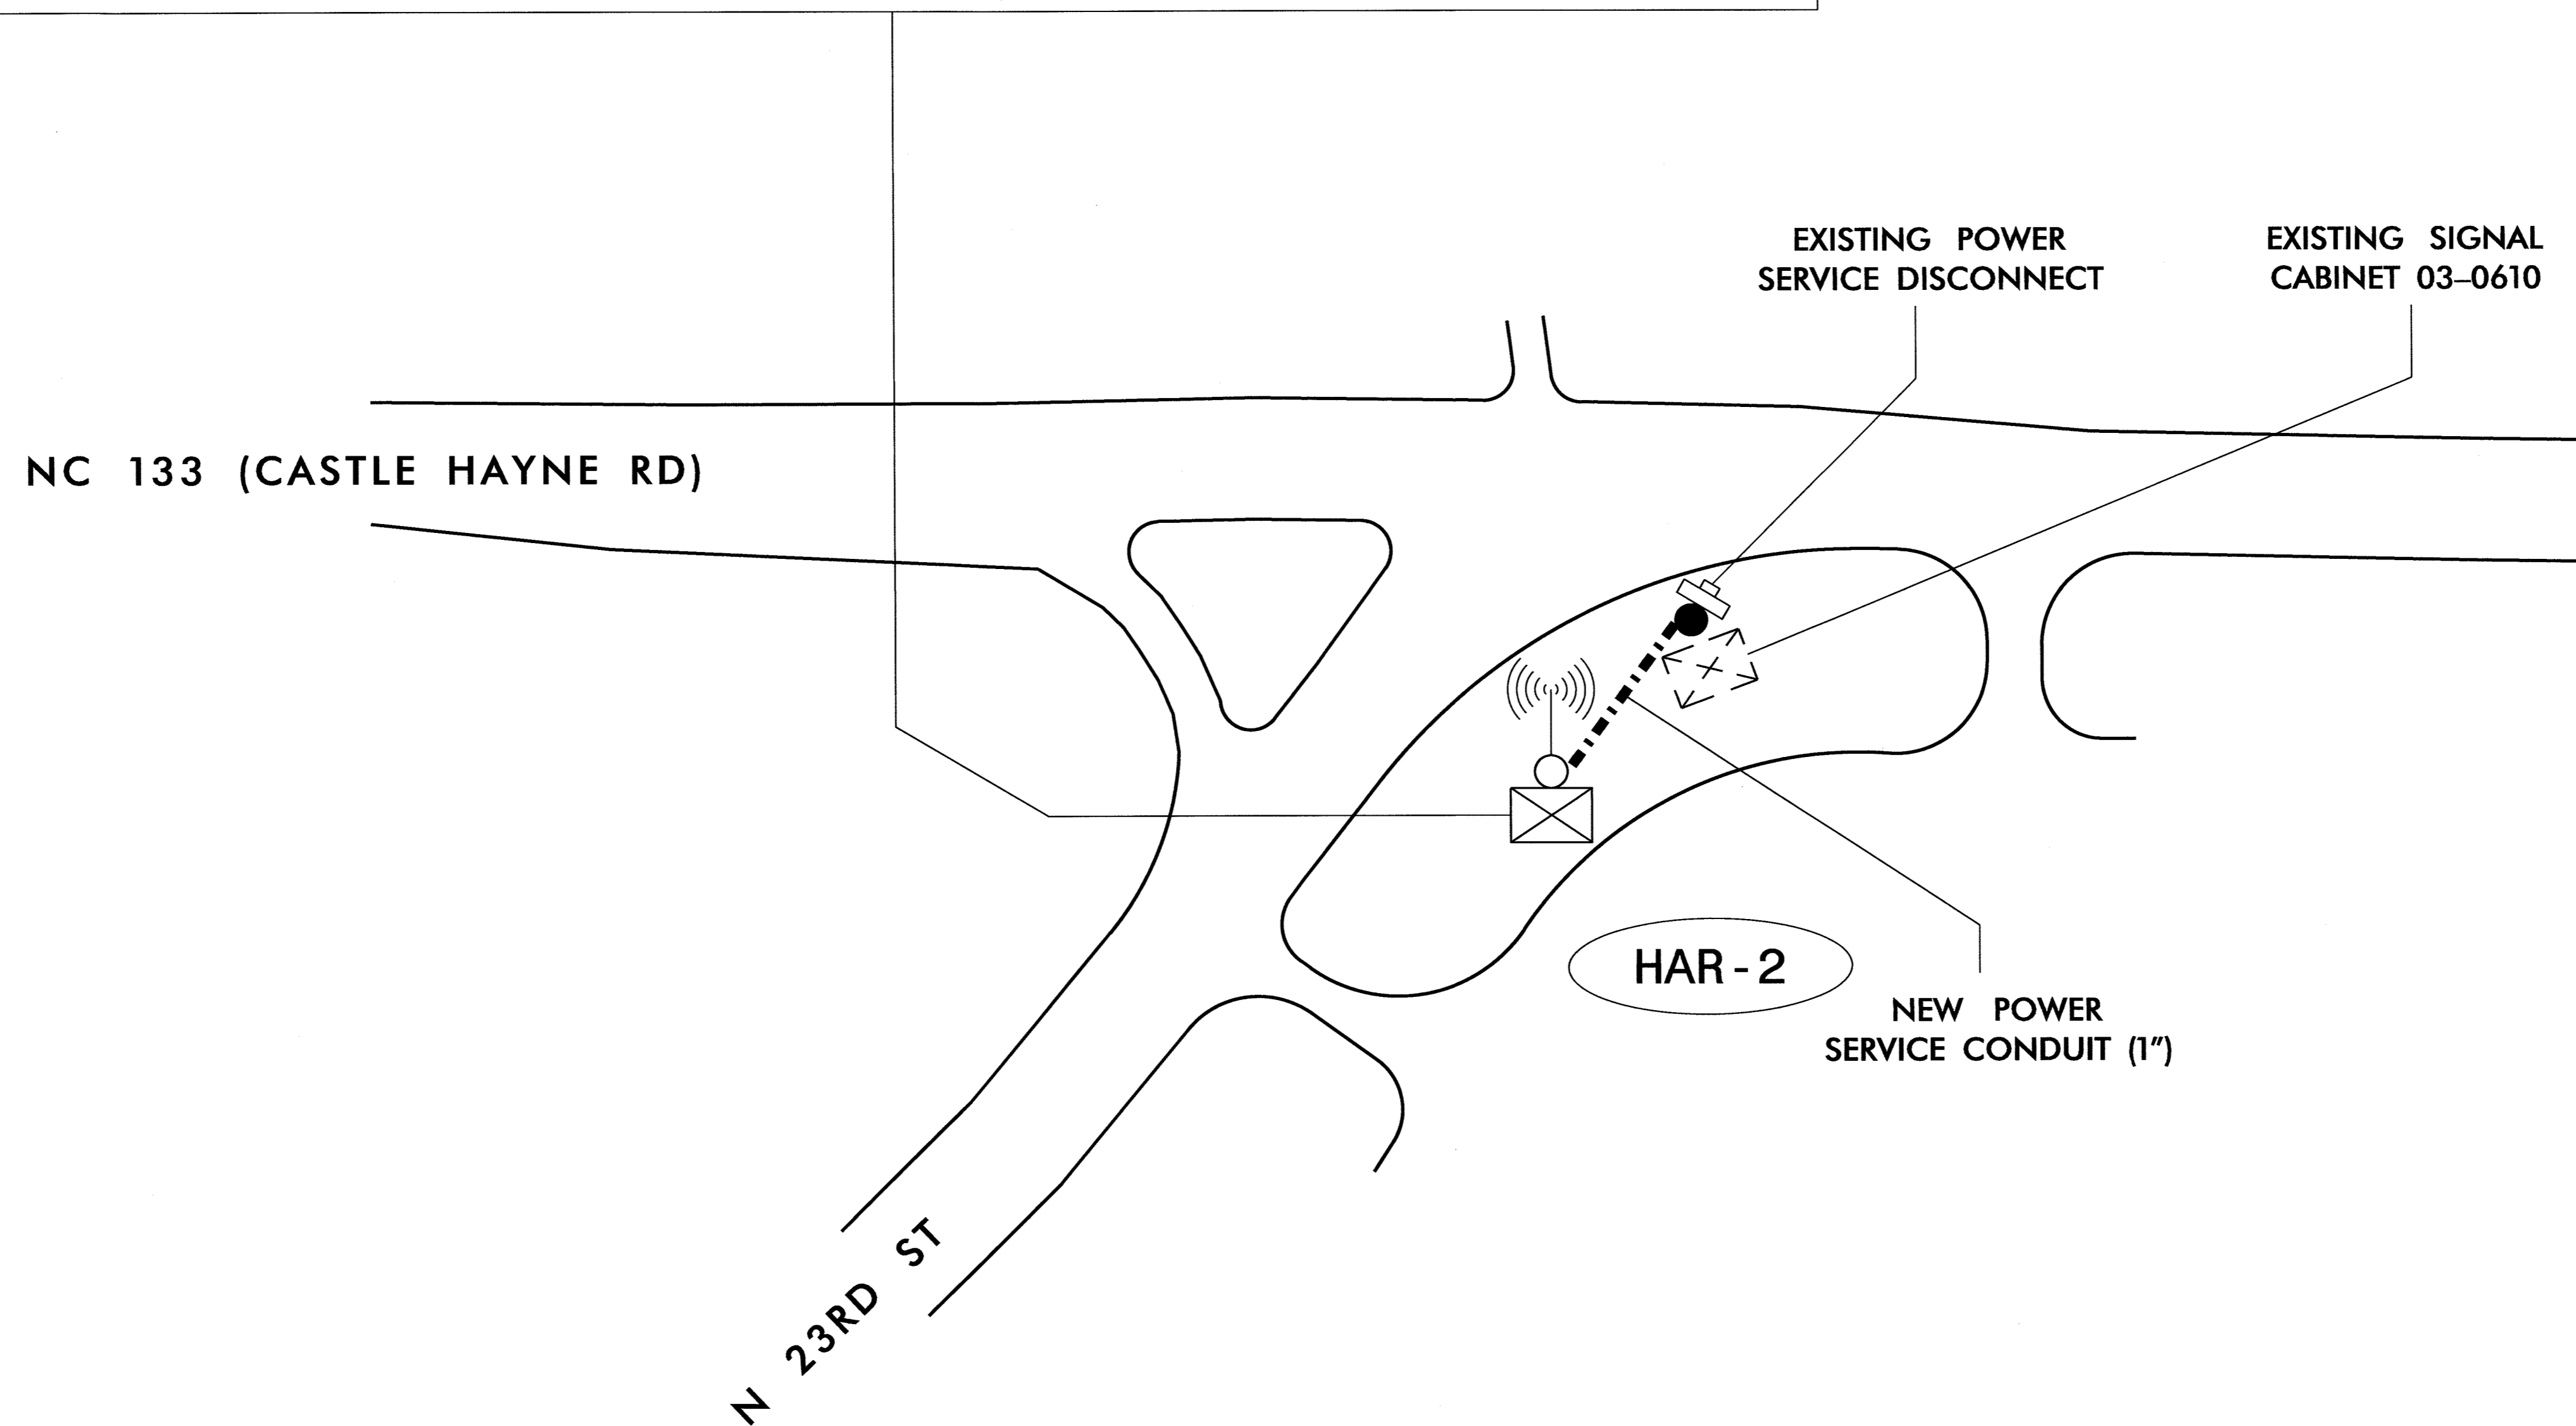 EXISTING POWER
SERVICE DISCONNECT
EXISTING SIGNAL
CABINET 03–0610
NC 133 (CASTLE HAYNE RD)
HAR-2
NEW POWER
SERVICE CONDUIT (1")
N 23RD ST